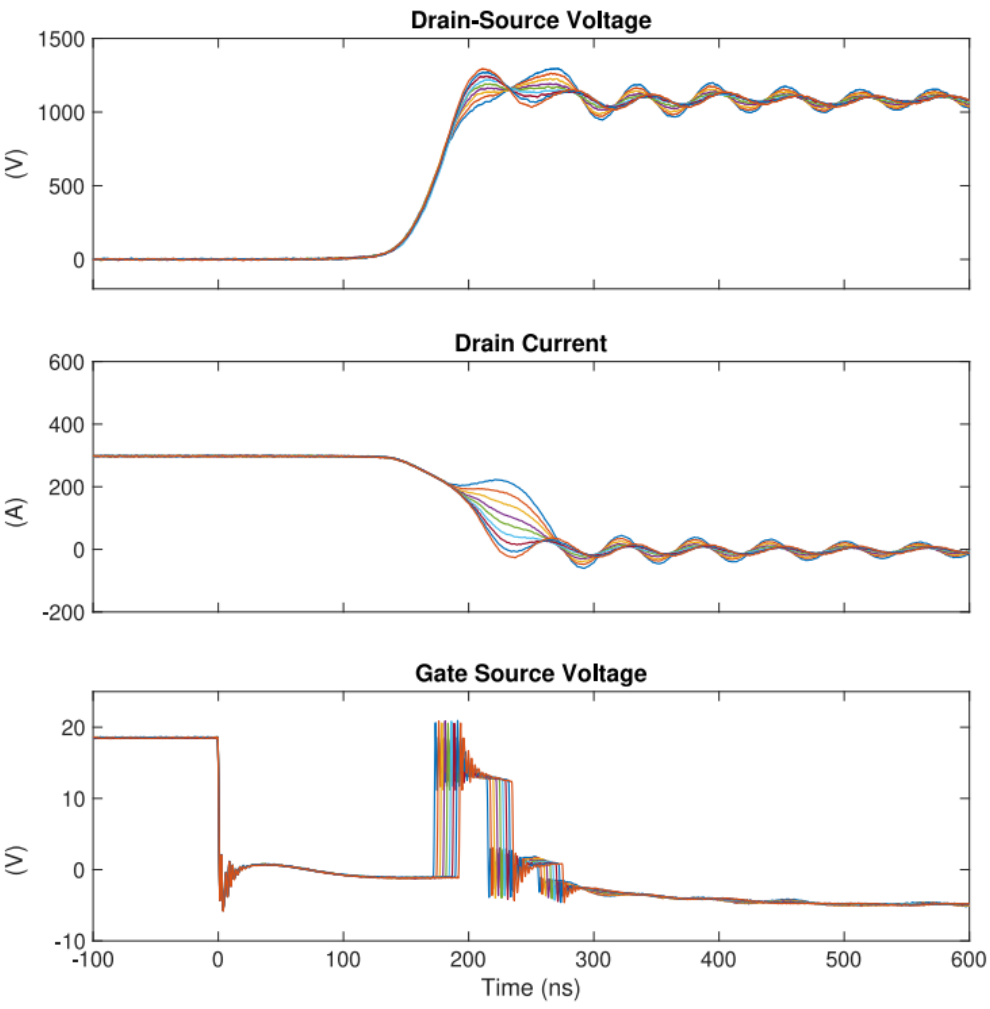 Drain-Source Voltage
1500
1000
500
0
(V)
Drain Current
600
400
200
0
-200
(A)
Gate Source Voltage
20
10
0
-10
(V)
-100 0 100 200 300 400 500 600
Time (ns)